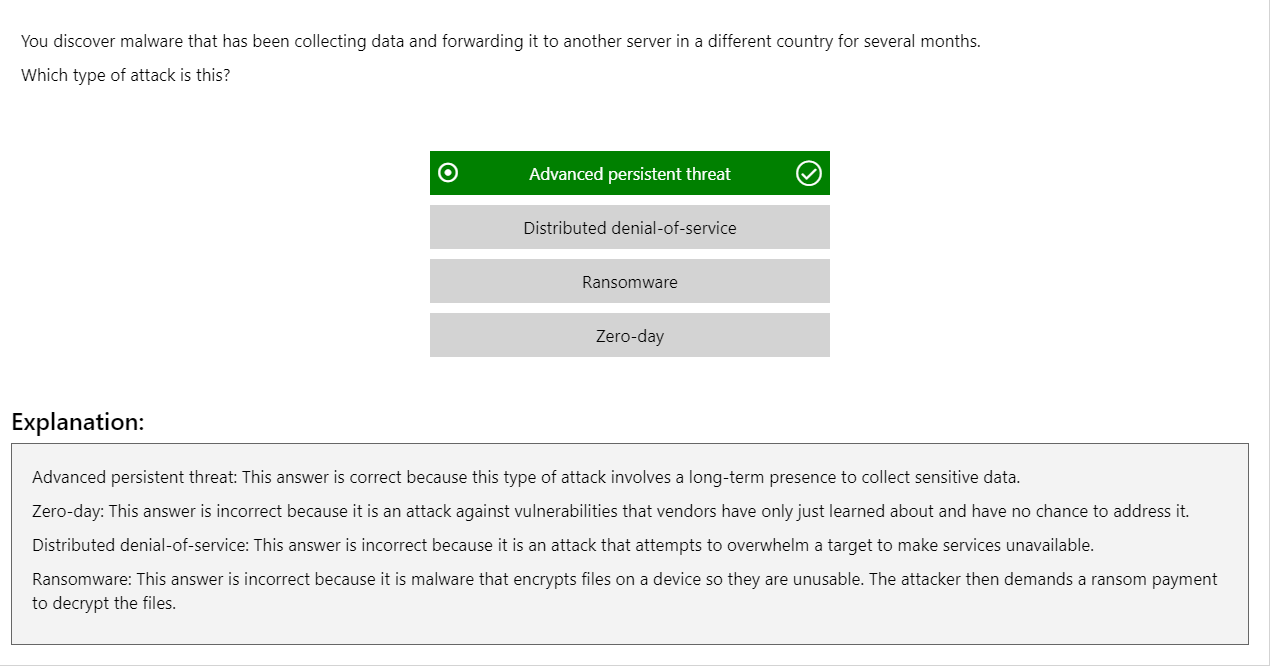 You discover malware that has been collecting data and forwarding it to another server in a different country for several months.
Which type of attack is this?
Advanced persistent threat
Distributed denial-of-service
Ransomware
Zero-day
Explanation:
Advanced persistent threat: This answer is correct because this type of attack involves a long-term presence to collect sensitive data.
Zero-day: This answer is incorrect because it is an attack against vulnerabilities that vendors have only just learned about and have no chance to address it.
Distributed denial-of-service: This answer is incorrect because it is an attack that attempts to overwhelm a target to make services unavailable.
Ransomware: This answer is incorrect because it is malware that encrypts files on a device so they are unusable. The attacker then demands a ransom payment
to decrypt the files.